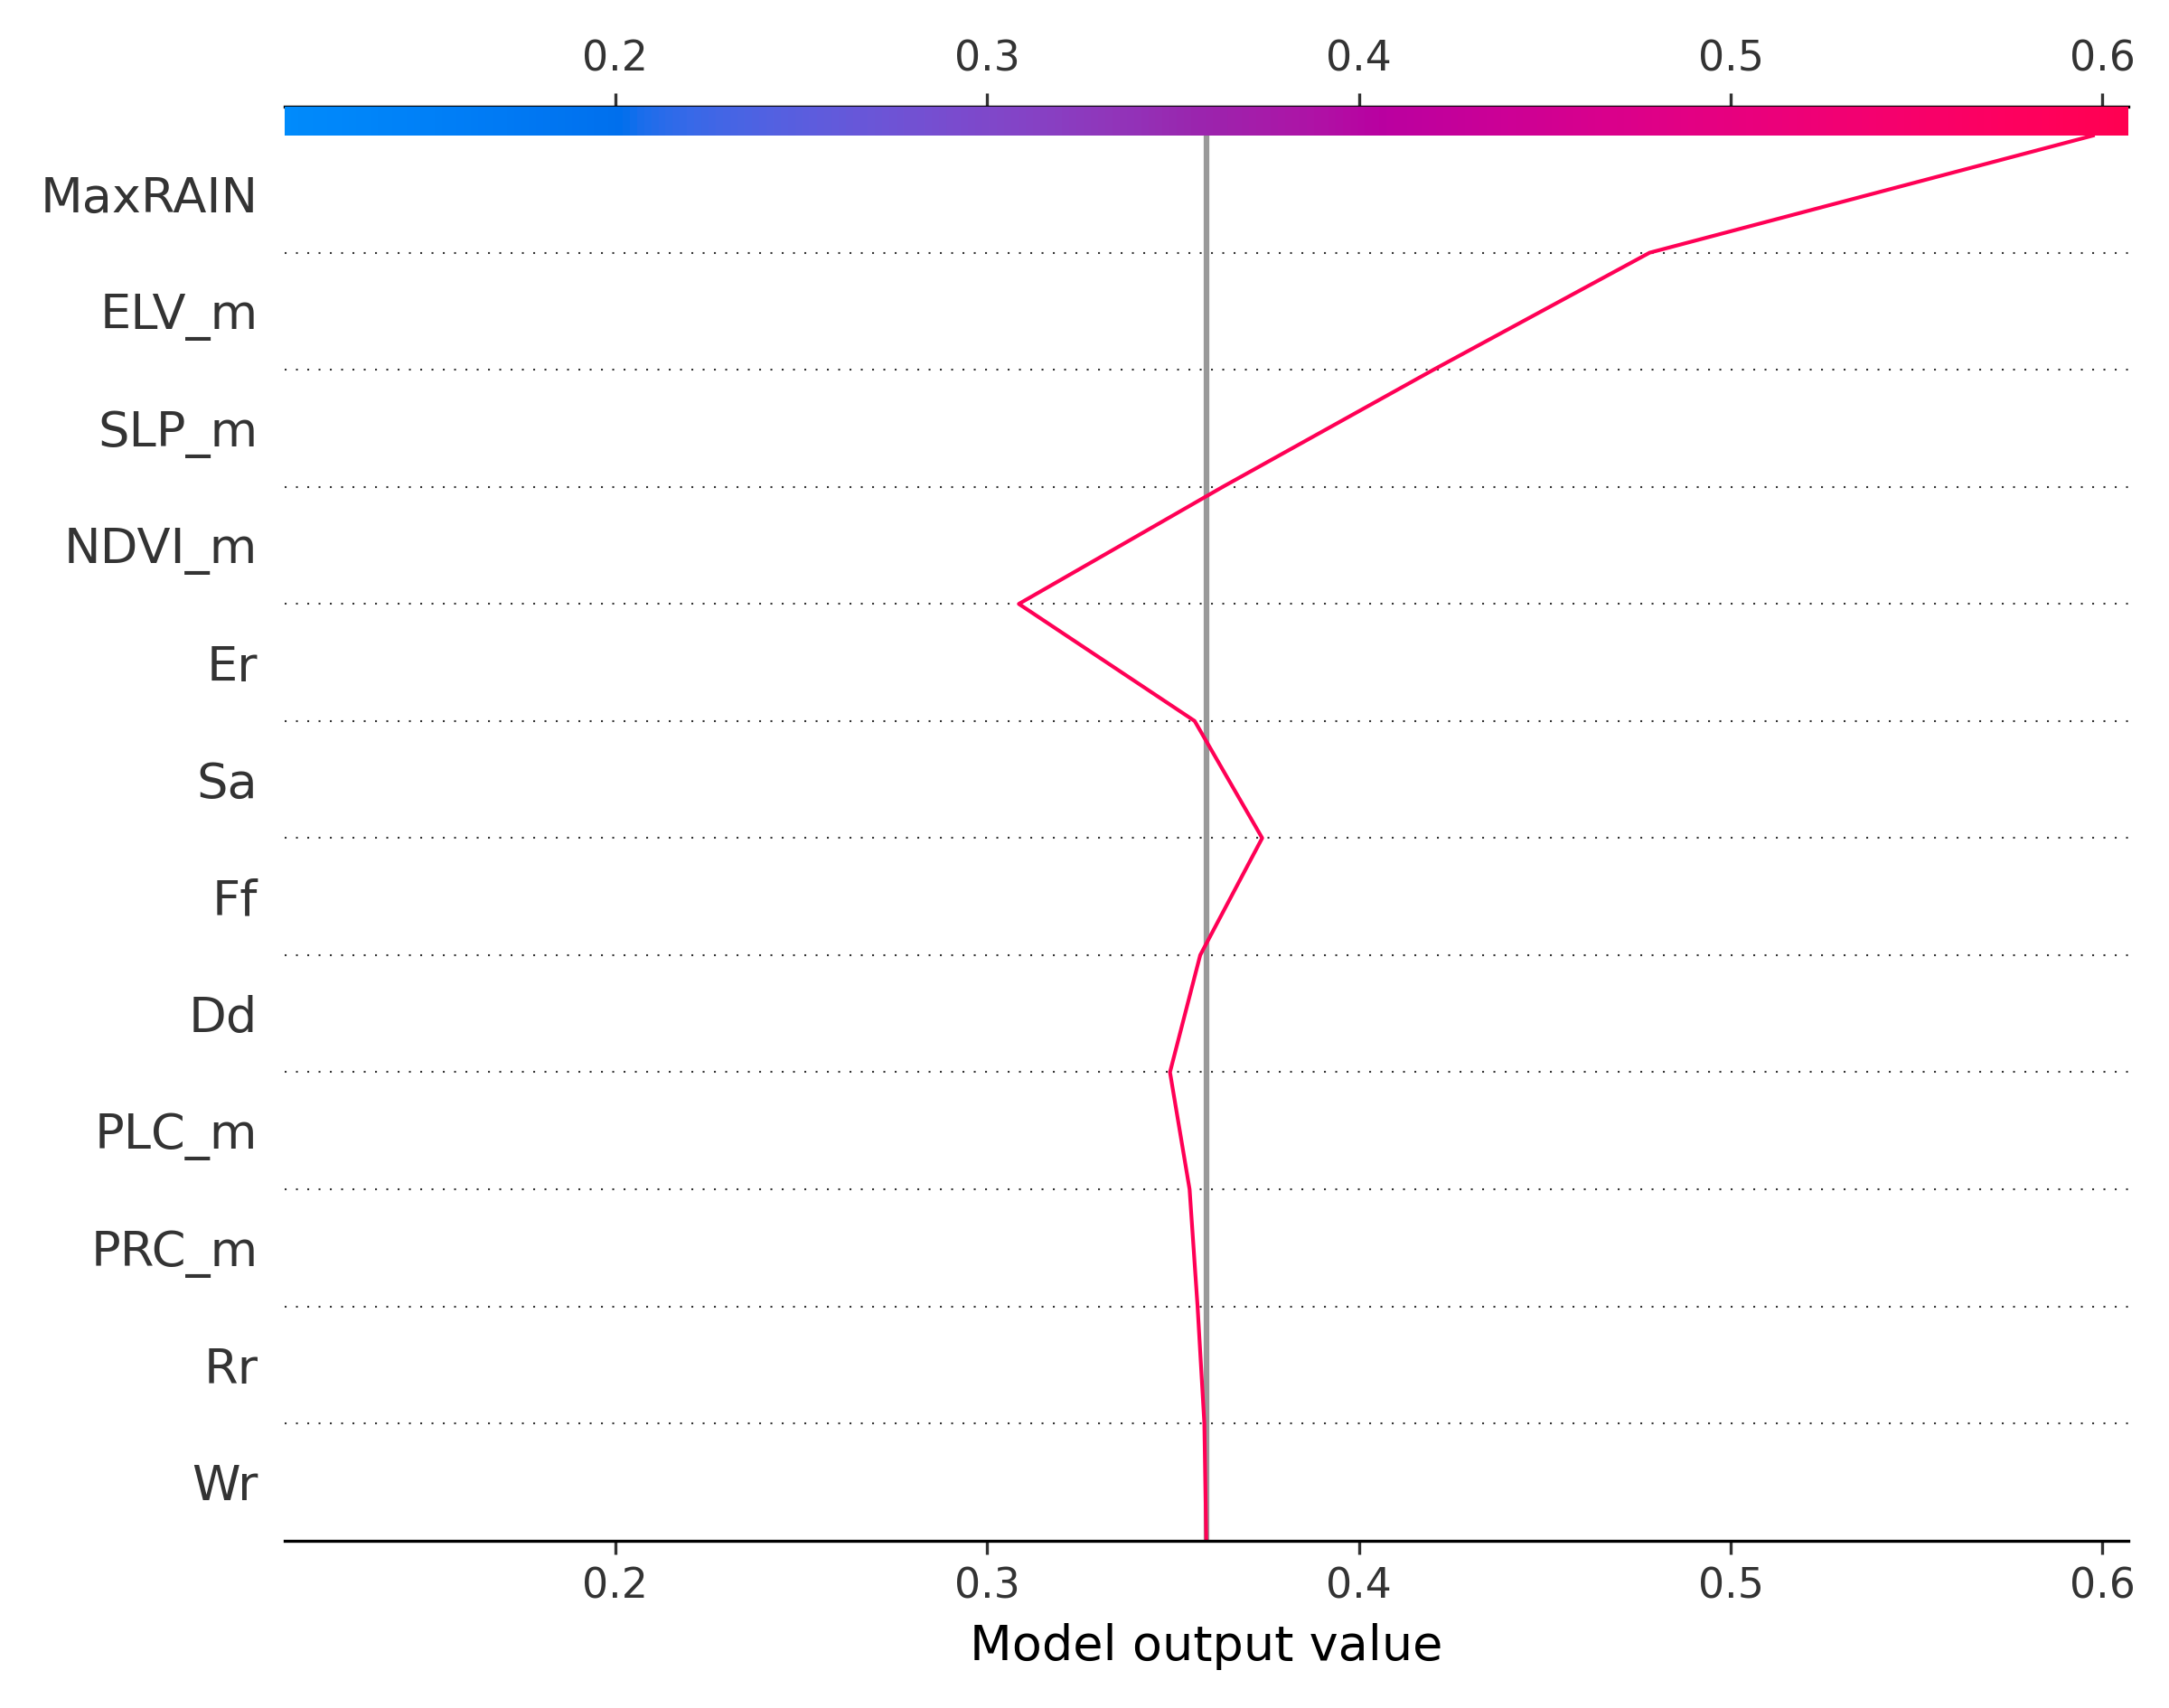 0.2 0.3 0.4 0.5 0.6
MaxRAIN
ELV_m
SLP_m
NDVI_m
Er
Sa
Ff
Dd
PLC_m
PRC_m
Rr
Wr
0.2 0.3 0.4 0.5 0.6
Model output value